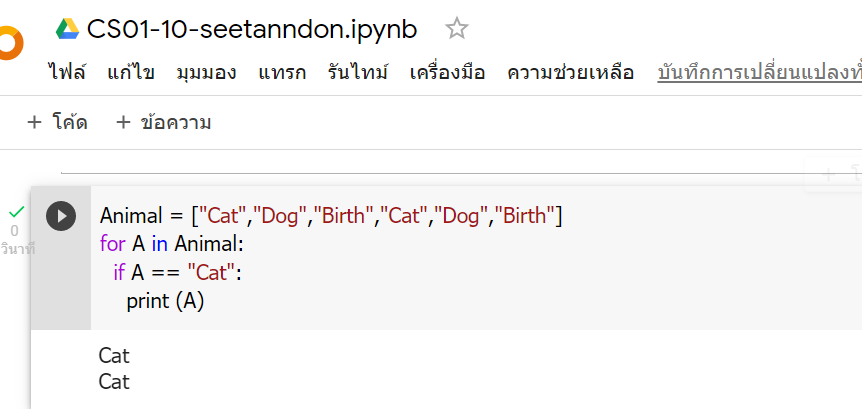 CS01-10-seetanndon.ipynb
ไฟล์ แก้ไข มุมมอง แทรก รันไทม์ เครื่องมือ ความช่วยเหลือ บันทึกการเปลี่ยนแปลง
+ โค้ด + ข้อความ
Animal = ["Cat","Dog","Birth","Cat","Dog","Birth"]
0
วินาที
for A in Animal:
if A == "Cat":
print (A)
Cat
Cat